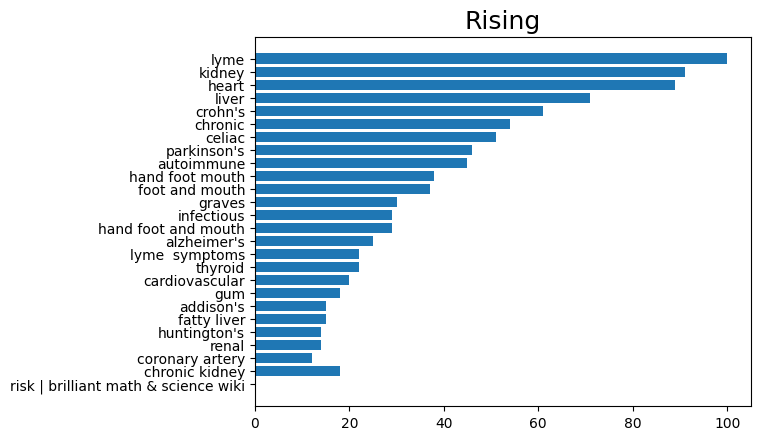 Rising
lyme
kidney
heart
liver
crohn's
chronic
celiac
parkinson's
autoimmune
hand foot mouth
foot and mouth
graves
infectious
hand foot and mouth
alzheimer's
lyme  symptoms
thyroid
cardiovascular
gum
addison's
fatty liver
huntington's
renal
coronary artery
chronic kidney
risk | brilliant math & science wiki
0 20 40 60 80 100